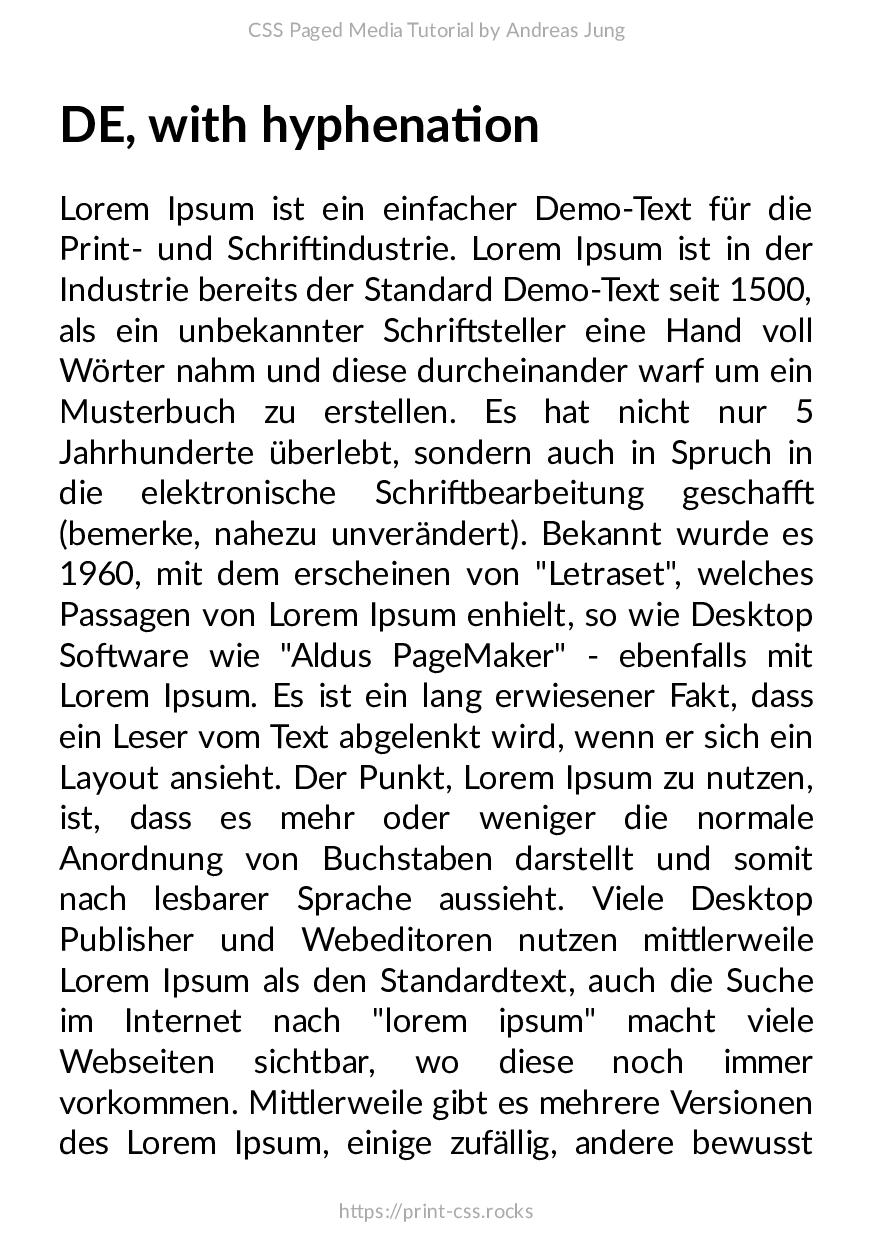 CSS Paged Media Tutorial by Andreas Jung
DE, with hyphenation
Lorem Ipsum ist ein einfacher Demo-Text für die
Print- und Schriftindustrie. Lorem Ipsum ist in der
Industrie bereits der Standard Demo-Text seit 1500,
als ein unbekannter Schriftsteller eine Hand voll
Wörter nahm und diese durcheinander warf um ein
Musterbuch zu erstellen. Es hat nicht nur 5
Jahrhunderte überlebt, sondern auch in Spruch in
die elektronische Schriftbearbeitung geschafft
(bemerke, nahezu unverändert). Bekannt wurde es
1960, mit dem erscheinen von "Letraset", welches
Passagen von Lorem Ipsum enhielt, so wie Desktop
Software wie "Aldus PageMaker" - ebenfalls mit
Lorem Ipsum. Es ist ein lang erwiesener Fakt, dass
ein Leser vom Text abgelenkt wird, wenn er sich ein
Layout ansieht. Der Punkt, Lorem Ipsum zu nutzen,
ist, dass es mehr oder weniger die normale
Anordnung von Buchstaben darstellt und somit
nach lesbarer Sprache aussieht. Viele Desktop
Publisher und Webeditoren nutzen mittlerweile
Lorem Ipsum als den Standardtext, auch die Suche
im Internet nach "lorem ipsum" macht viele
Webseiten sichtbar, wo diese noch immer
vorkommen. Mittlerweile gibt es mehrere Versionen
des Lorem Ipsum, einige zufällig, andere bewusst
https://print-css.rocks